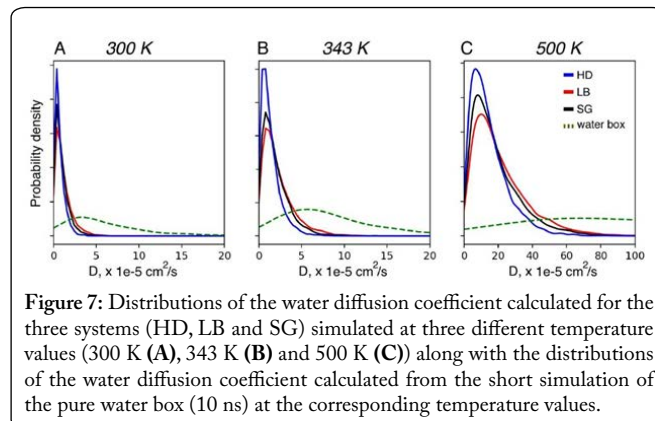 A 300 K
B 343 K
C 500 K
HD
LB
SG
water box
Probability density
0 5 10 15 20
0 5 10 15 20
0 20 40 60 80 100
D, x 1e-5 cm²/s
D, x 1e-5 cm²/s
D, x 1e-5 cm²/s
Figure 7: Distributions of the water diffusion coefficient calculated for the
three systems (HD, LB and SG) simulated at three different temperature
values (300 K (A), 343 K (B) and 500 K (C)) along with the distributions
of the water diffusion coefficient calculated from the short simulation of
the pure water box (10 ns) at the corresponding temperature values.